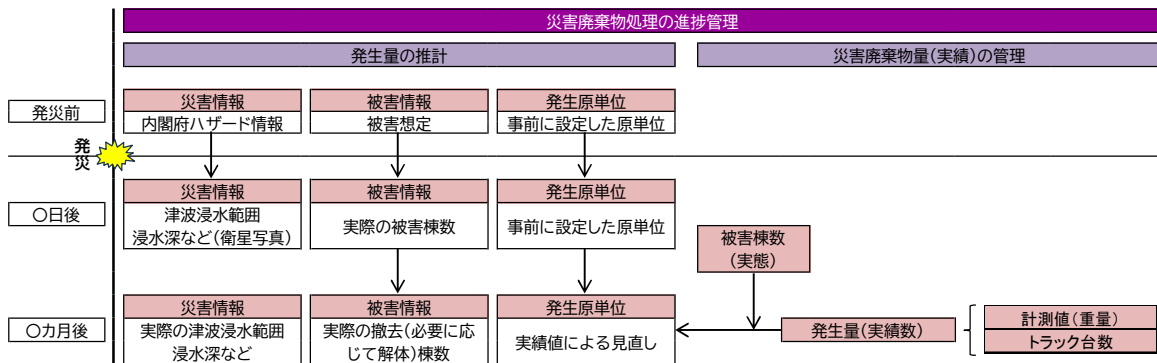 災害廃棄物処理の進捗管理
発生量の推計
災害廃棄物量(実績)の管理
発災前
災害情報
内閣府ハザード情報
被害情報
被害想定
発生原単位
事前に設定した原単位
発災
〇日後
災害情報
津波浸水範囲
浸水深など(衛星写真)
被害情報
実際の被害棟数
発生原単位
事前に設定した原単位
被害棟数
(実態)
〇カ月後
災害情報
実際の津波浸水範囲
浸水深など
被害情報
実際の撤去(必要に応
じて解体)棟数
発生原単位
実績値による見直し
発生量(実績数)
計測値(重量)
トラック台数